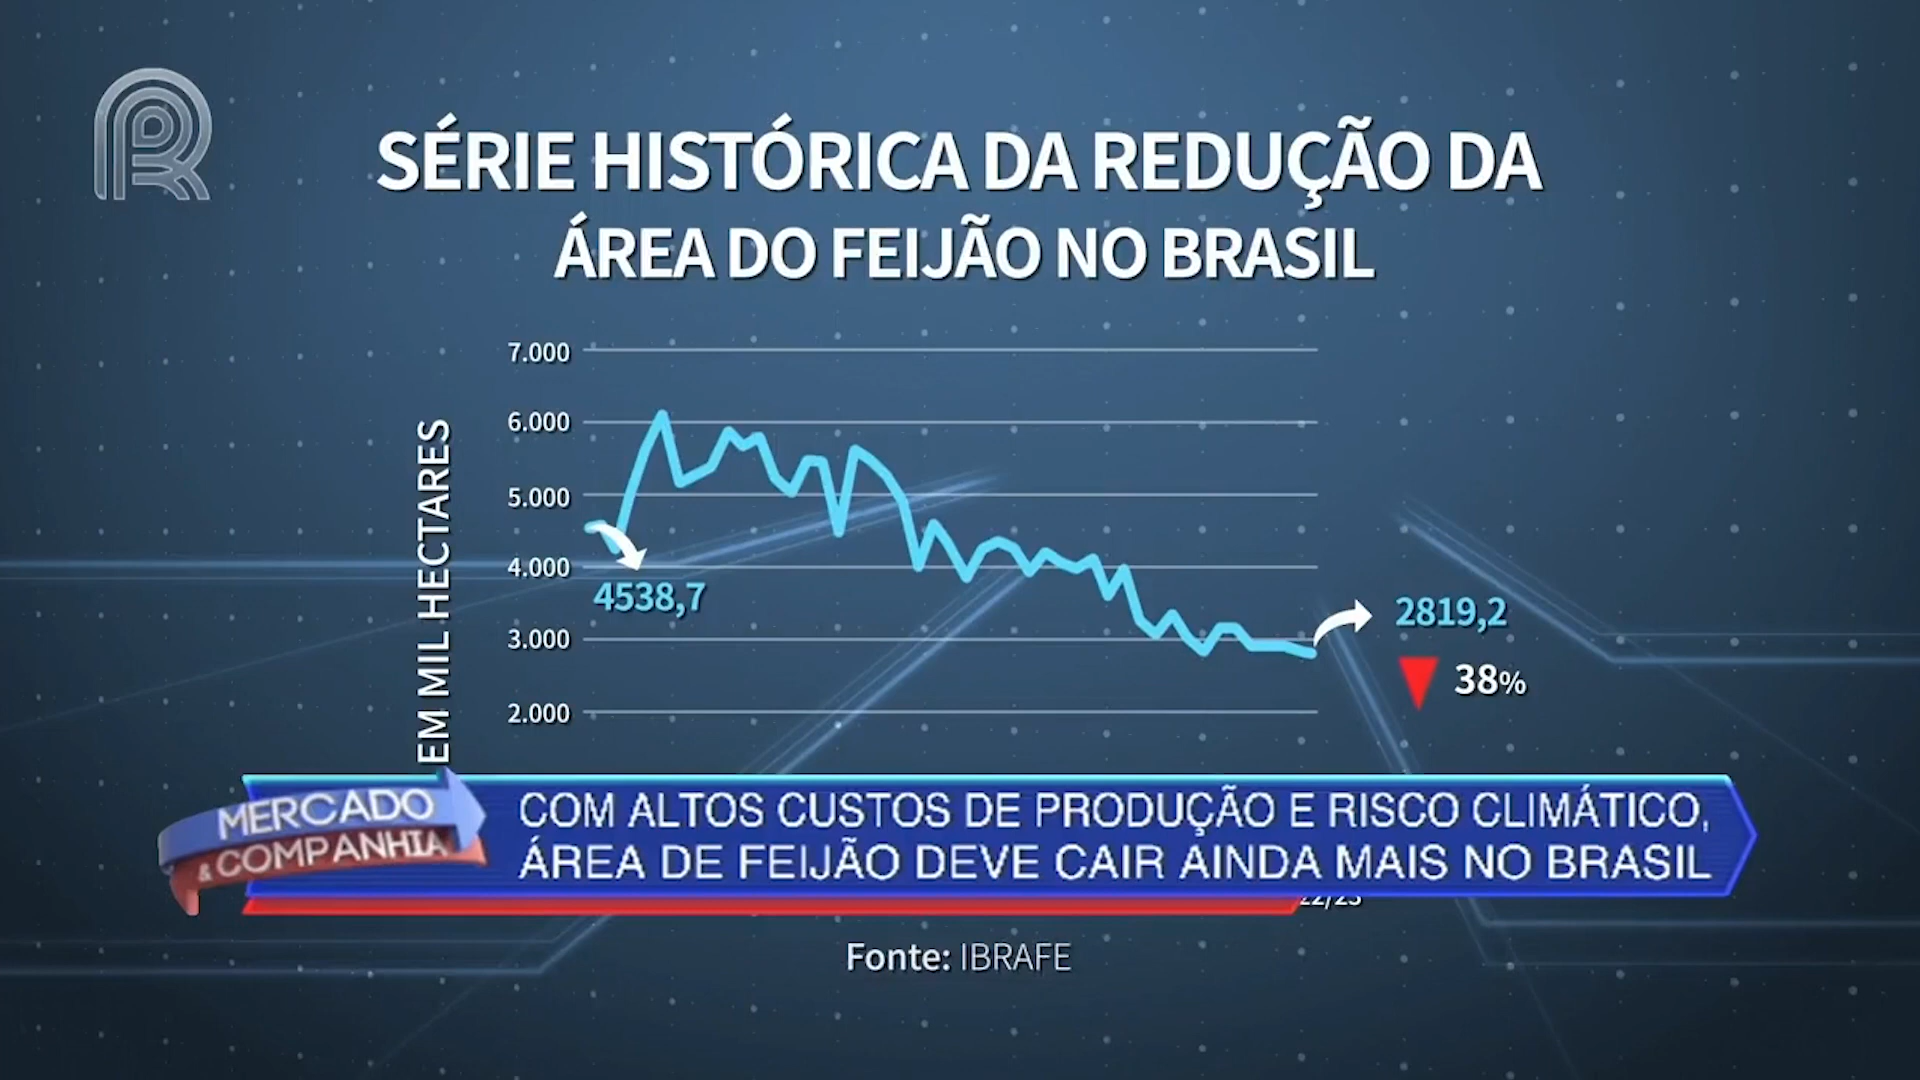 SÉRIE HISTÓRICA DA REDUÇÃO DA
ÁREA DO FEIJÃO NO BRASIL
EM MIL HECTARES
7.000
6.000
5.000
4.000
3.000
2.000
4538,7
2819,2
38%
MERCADO
& COMPANHIA
COM ALTOS CUSTOS DE PRODUÇÃO E RISCO CLIMÁTICO,
ÁREA DE FEIJÃO DEVE CAIR AINDA MAIS NO BRASIL
Fonte: IBRAFE